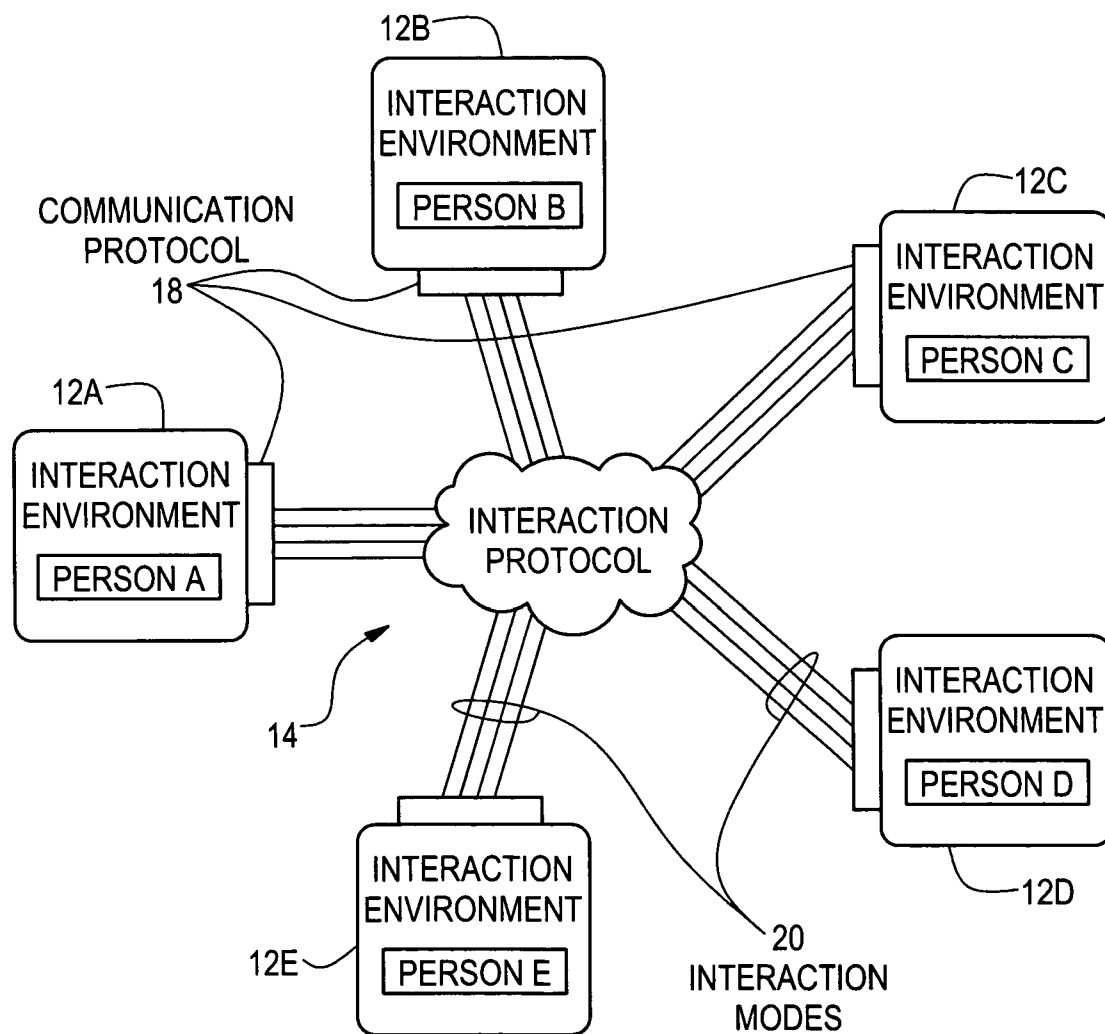 12B
INTERACTION
ENVIRONMENT
PERSON B
12C
INTERACTION
ENVIRONMENT
PERSON C
COMMUNICATION
PROTOCOL
18
12A
INTERACTION
ENVIRONMENT
PERSON A
INTERACTION
PROTOCOL
14
INTERACTION
ENVIRONMENT
PERSON D
12D
INTERACTION
ENVIRONMENT
PERSON E
12E
20
INTERACTION
MODES